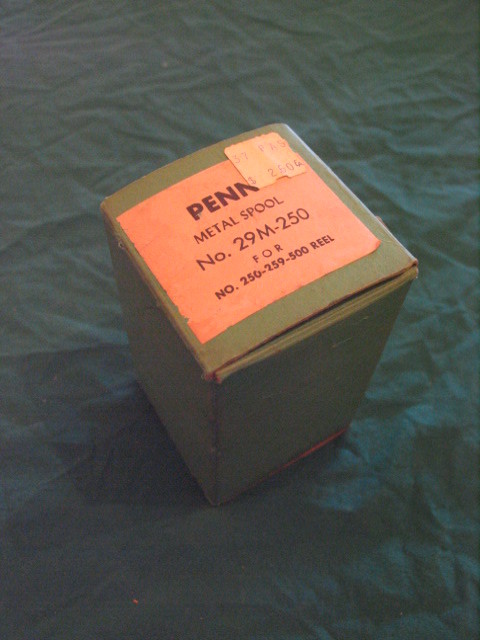 PENN
METAL SPOOL
No. 29M-250
FOR
NO. 250-259-500 REEL